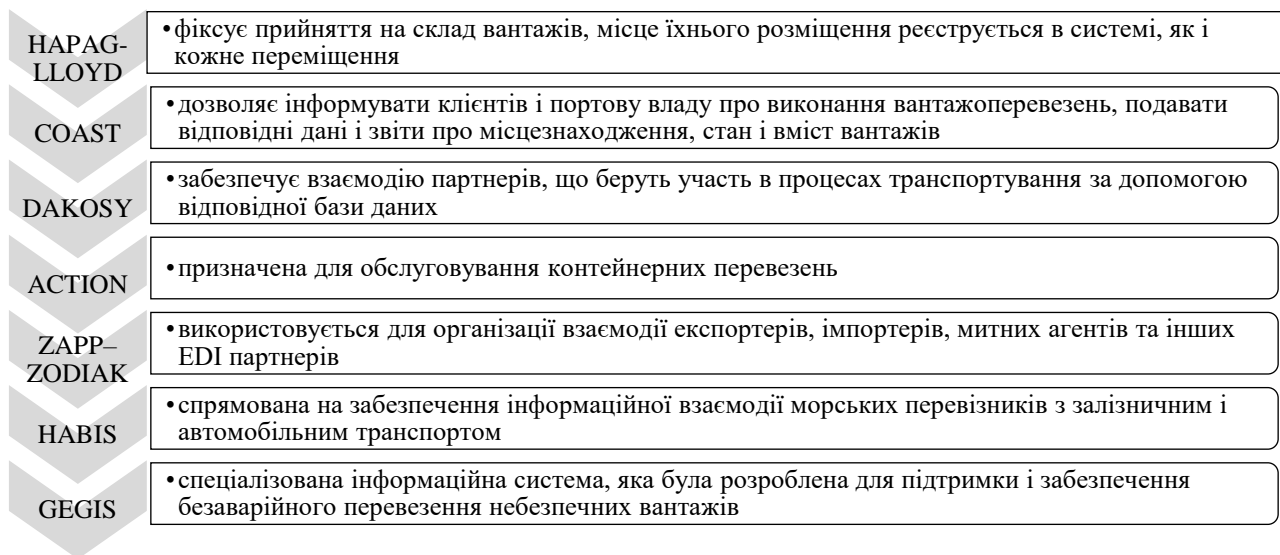 HAPAG-
LLOYD
•фіксує прийняття на склад вантажів, місце їхнього розміщення реєструється в системі, як і
кожне переміщення
COAST
•дозволяє інформувати клієнтів і портову владу про виконання вантажоперевезень, подавати
відповідні дані і звіти про місцезнаходження, стан і вміст вантажів
DAKOSY
•забезпечує взаємодію партнерів, що беруть участь в процесах транспортування за допомогою
відповідної бази даних
ACTION
•призначена для обслуговування контейнерних перевезень
ZAPP–
ZODIAK
•використовується для організації взаємодії експортерів, імпортерів, митних агентів та інших
EDI партнерів
HABIS
•спрямована на забезпечення інформаційної взаємодії морських перевізників з залізничним і
автомобільним транспортом
GEGIS
•спеціалізована інформаційна система, яка була розроблена для підтримки і забезпечення
безаварійного перевезення небезпечних вантажів